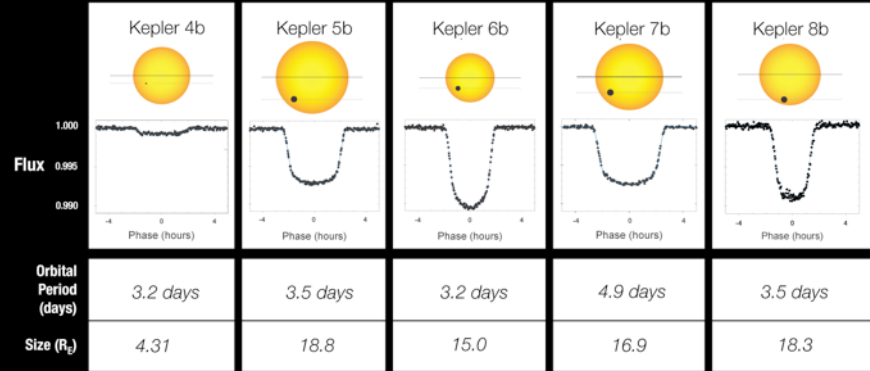 Kepler 4b Kepler 5b Kepler 6b Kepler 7b Kepler 8b
1.000
Flux 0.995
0.990
-4 0 4 -4 0 4 -4 0 4 -4 0 4 -4 0 4
Phase (hours) Phase (hours) Phase (hours) Phase (hours) Phase (hours)
Orbital
Period 3.2 days 3.5 days 3.2 days 4.9 days 3.5 days
(days)
Size (R_E) 4.31 18.8 15.0 16.9 18.3